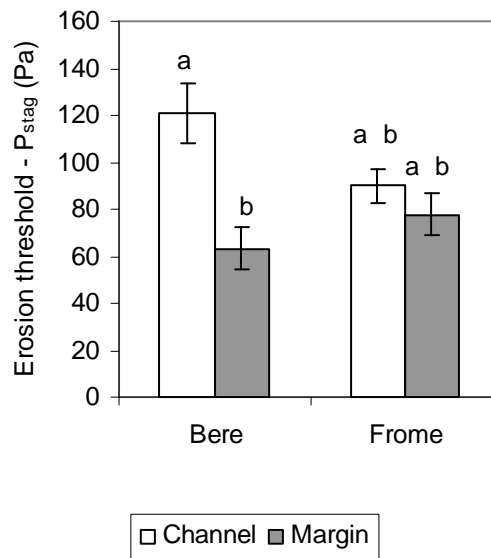 Erosion threshold - Pstag (Pa)
160
140
120
100
80
60
40
20
0
a
b
a b
a b
Bere Frome
Channel Margin